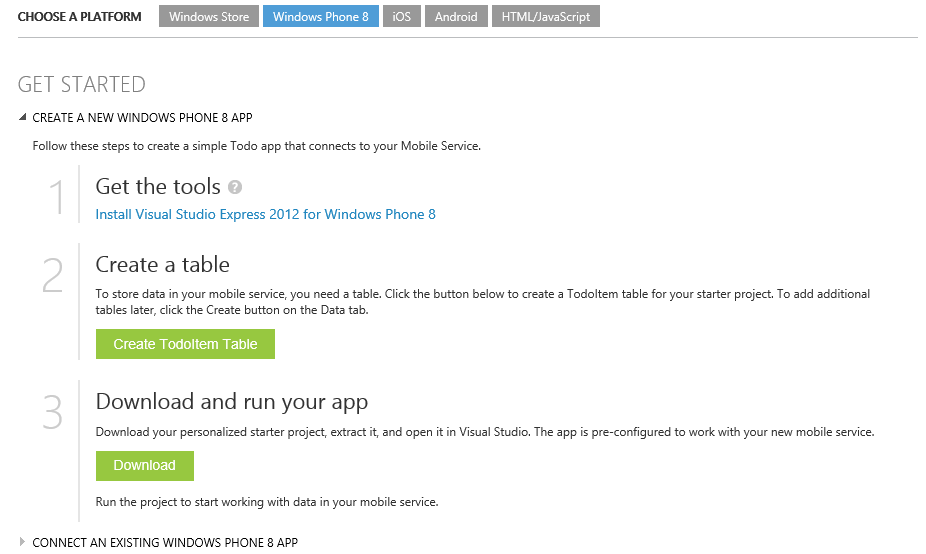 CHOOSE A PLATFORM Windows Store Windows Phone 8 iOS Android HTML/JavaScript
GET STARTED
CREATE A NEW WINDOWS PHONE 8 APP
Follow these steps to create a simple Todo app that connects to your Mobile Service.
1 Get the tools ?
Install Visual Studio Express 2012 for Windows Phone 8
2 Create a table
To store data in your mobile service, you need a table. Click the button below to create a TodoItem table for your starter project. To add additional
tables later, click the Create button on the Data tab.
Create TodoItem Table
3 Download and run your app
Download your personalized starter project, extract it, and open it in Visual Studio. The app is pre-configured to work with your new mobile service.
Download
Run the project to start working with data in your mobile service.
CONNECT AN EXISTING WINDOWS PHONE 8 APP